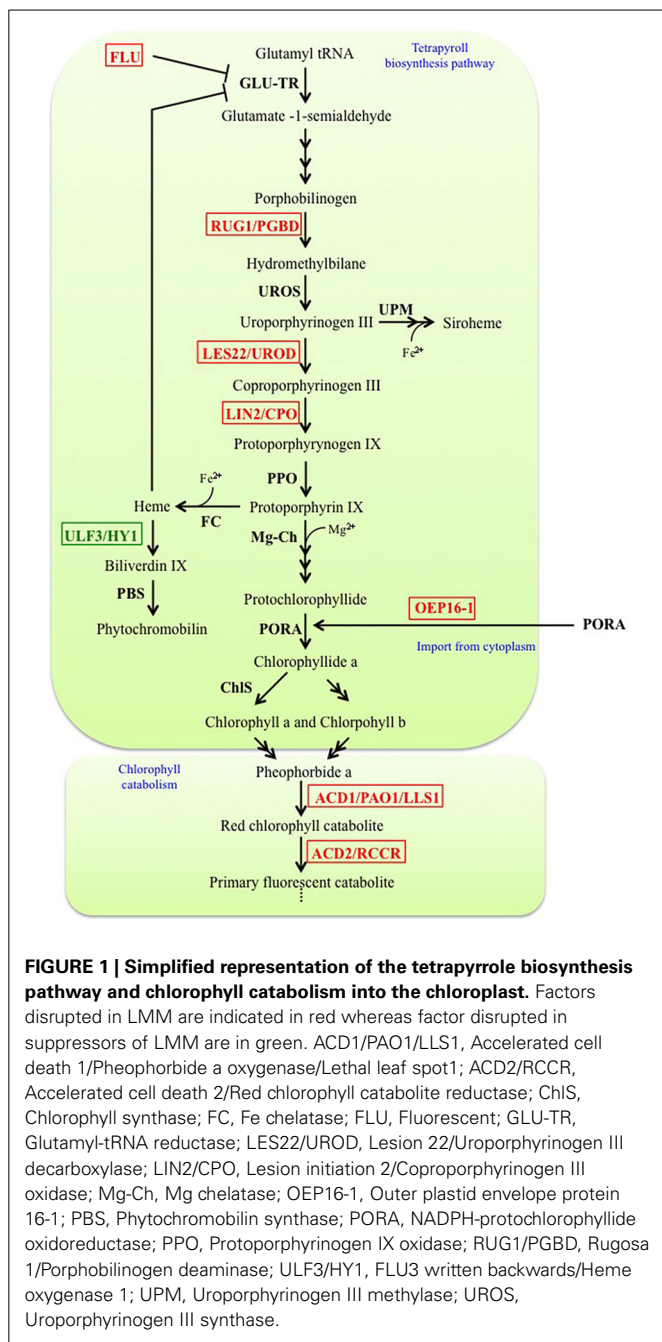 FLU
Glutamyl tRNA
Tetapyroll
biosynthesis pathway
GLU-TR
Glutamate -1-semialdehyde
Porphobilinogen
RUG1/PGBD
Hydromethylbilane
UROS
UPM
Uroporphyrinogen III
Siroheme
Fe2+
LES22/UROD
Coproporphyrinogen III
LIN2/CPO
Protoporphyrynogen IX
PPO
Fe2+
Heme
Protoporphyrin IX
FC
ULF3/HY1
Mg-Ch
Mg2+
Biliverdin IX
PBS
Protochlorophyllide
OEP16-1
Phytochromobilin
PORA
PORA
Import from cytoplasm
Chlorophyllide a
ChlS
Chlorophyll a and Chlorpohyll b
Chlorophyll
catabolism
Pheophorbide a
ACD1/PAO1/LLS1
Red chlorophyll catabolite
ACD2/RCCR
Primary fluorescent catabolite
FIGURE 1 | Simplified representation of the tetrapyrrole biosynthesis
pathway and chlorophyll catabolism into the chloroplast. Factors
disrupted in LMM are indicated in red whereas factor disrupted in
suppressors of LMM are in green. ACD1/PAO1/LLS1, Accelerated cell
death 1/Pheophorbide a oxygenase/Lethal leaf spot1; ACD2/RCCR,
Accelerated cell death 2/Red chlorophyll catabolite reductase; ChlS,
Chlorophyll synthase; FC, Fe chelatase; FLU, Fluorescent; GLU-TR,
Glutamyl-tRNA reductase; LES22/UROD, Lesion 22/Uroporphyrinogen III
decarboxylase; LIN2/CPO, Lesion initiation 2/Coproporphyrinogen III
oxidase; Mg-Ch, Mg chelatase; OEP16-1, Outer plastid envelope protein
16-1; PBS, Phytochromobilin synthase; PORA, NADPH-protochlorophyllide
oxidoreductase; PPO, Protoporphyrinogen IX oxidase; RUG1/PGBD, Rugosa
1/Porphobilinogen deaminase; ULF3/HY1, FLU3 written backwards/Heme
oxygenase 1; UPM, Uroporphyrinogen III methylase; UROS,
Uroporphyrinogen III synthase.